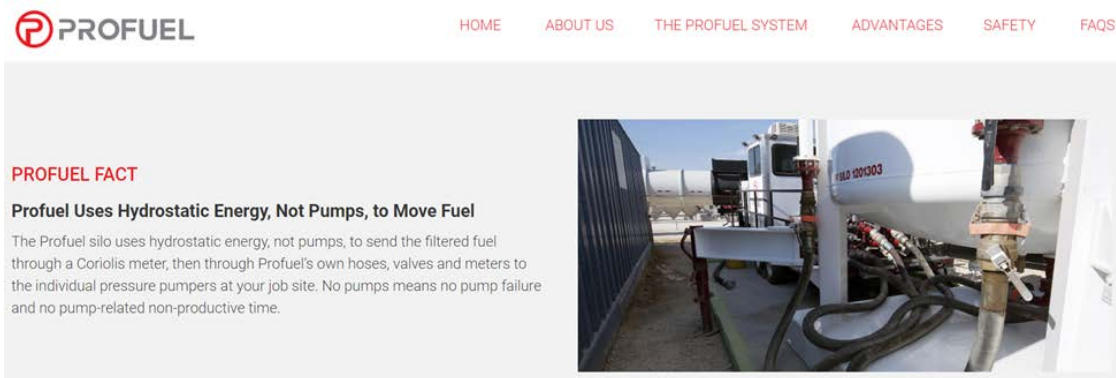 PROFUEL
HOME ABOUT US THE PROFUEL SYSTEM ADVANTAGES SAFETY FAQS
PROFUEL FACT
Profuel Uses Hydrostatic Energy, Not Pumps, to Move Fuel
The Profuel silo uses hydrostatic energy, not pumps, to send the filtered fuel
through a Coriolis meter, then through Profuel's own hoses, valves and meters to
the individual pressure pumpers at your job site. No pumps means no pump failure
and no pump-related non-productive time.
SILO 1201303